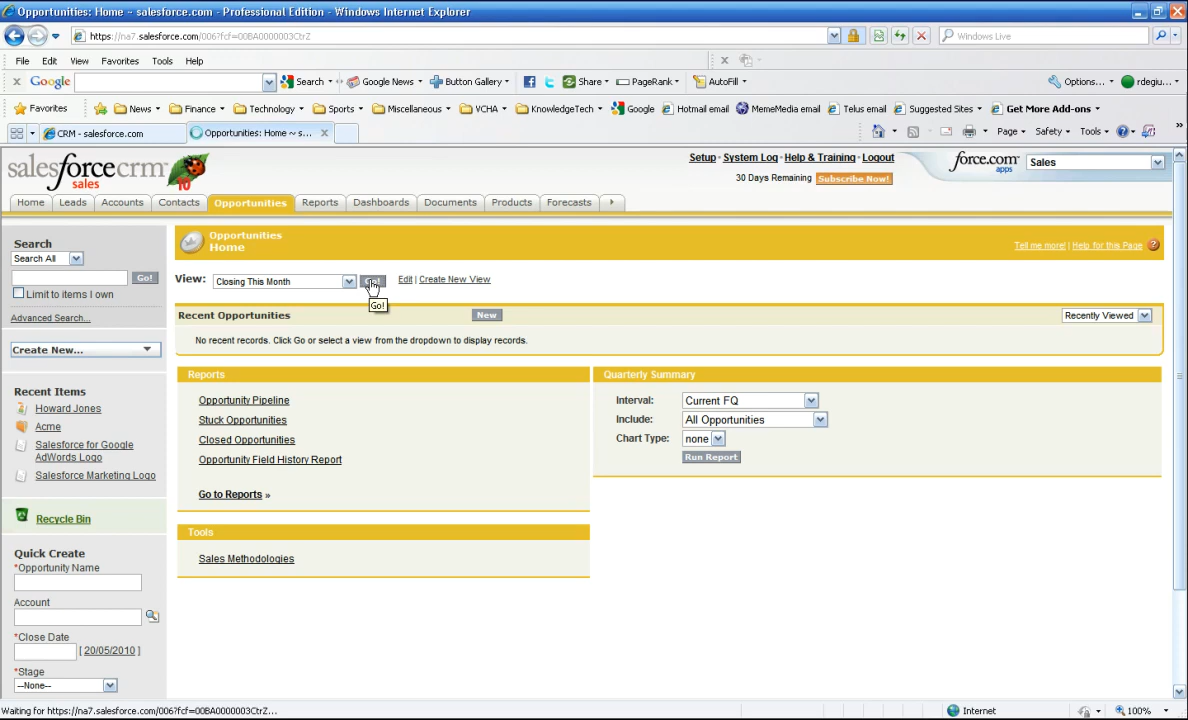 Opportunities: Home ~ salesforce.com - Professional Edition - Windows Internet Explorer
https://na7.salesforce.com/006?fcf=00BA0000003CtrZ
Windows Live
File Edit View Favorites Tools Help
x Google Search Google News Button Gallery Share PageRank AutoFill Options... rdegiu...
Favorites News Finance Technology Sports Miscellaneous VCHA KnowledgeTech Google Hotmail email MemeMedia email Telus email Suggested Sites Get More Add-ons
CRM - salesforce.com Opportunities: Home ~ s... X Page Safety Tools
salesforcecrm
sales
10
Setup · System Log · Help & Training · Logout
30 Days Remaining Subscribe Now!
force.com
apps
Sales
Home Leads Accounts Contacts Opportunities Reports Dashboards Documents Products Forecasts
Search
Search All
Go!
Limit to items I own
Advanced Search...
Create New...
Recent Items
Howard Jones
Acme
Salesforce for Google
AdWords Logo
Salesforce Marketing Logo
Recycle Bin
Quick Create
*Opportunity Name
Account
*Close Date
[ 20/05/2010 ]
*Stage
--None--
Opportunities
Home
Tell me more! | Help for this Page ?
View: Closing This Month Go! Edit | Create New View
Go!
Recent Opportunities New Recently Viewed
No recent records. Click Go or select a view from the dropdown to display records.
Reports
Opportunity Pipeline
Stuck Opportunities
Closed Opportunities
Opportunity Field History Report
Go to Reports »
Tools
Sales Methodologies
Quarterly Summary
Interval: Current FQ
Include: All Opportunities
Chart Type: none
Run Report
Waiting for https://na7.salesforce.com/006?fcf=00BA0000003CtrZ...
Internet
100%